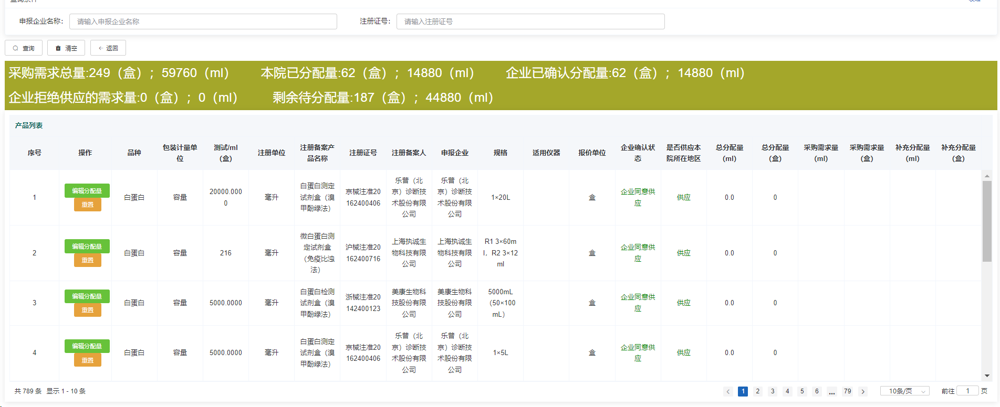 申报企业名称： 请输入申报企业名称 注册证号： 请输入注册证号
查询 清空 返回
采购需求总量:249（盒）；59760（ml） 本院已分配量:62（盒）；14880（ml） 企业已确认分配量:62（盒）；14880（ml）
企业拒绝供应的需求量:0（盒）；0（ml） 剩余待分配量:187（盒）；44880（ml）
产品列表
序号 操作 品种 包装计量单位 测试/ml（盒） 注册单位 注册备案产品名称 注册证号 注册备案人 申报企业 规格 适用仪器 报价单位 企业确认状态 是否供应本院所在地区 总分配量（ml） 总分配量（盒） 采购需求量（ml） 采购需求量（盒） 补充分配量（ml） 补充分配量（盒）
1 编辑分配量 重置 白蛋白 容量 20000.0000 毫升 白蛋白测定试剂盒（溴甲酚绿法） 京械注准20162400406 乐普（北京）诊断技术股份有限公司 乐普（北京）诊断技术股份有限公司 1×20L 盒 企业同意供应 供应 0.0 0
2 编辑分配量 重置 白蛋白 容量 216 毫升 微白蛋白测定试剂盒（免疫比浊法） 沪械注准20162400716 上海执诚生物科技有限公司 上海执诚生物科技有限公司 R1 3×60ml，R2 3×12ml 盒 企业同意供应 供应 0.0 0
3 编辑分配量 重置 白蛋白 容量 5000.0000 毫升 白蛋白检测试剂盒（溴甲酚绿法） 浙械注准20142400123 美康生物科技股份有限公司 美康生物科技股份有限公司 5000mL（50×100mL） 盒 企业同意供应 供应 0.0 0
4 编辑分配量 重置 白蛋白 容量 5000.0000 毫升 白蛋白测定试剂盒（溴甲酚绿法） 京械注准20162400406 乐普（北京）诊断技术股份有限公司 乐普（北京）诊断技术股份有限公司 1×5L 盒 企业同意供应 供应 0.0 0
共 789 条 显示 1 - 10 条 1 2 3 4 5 6 ... 79 10条/页 前往 1 页